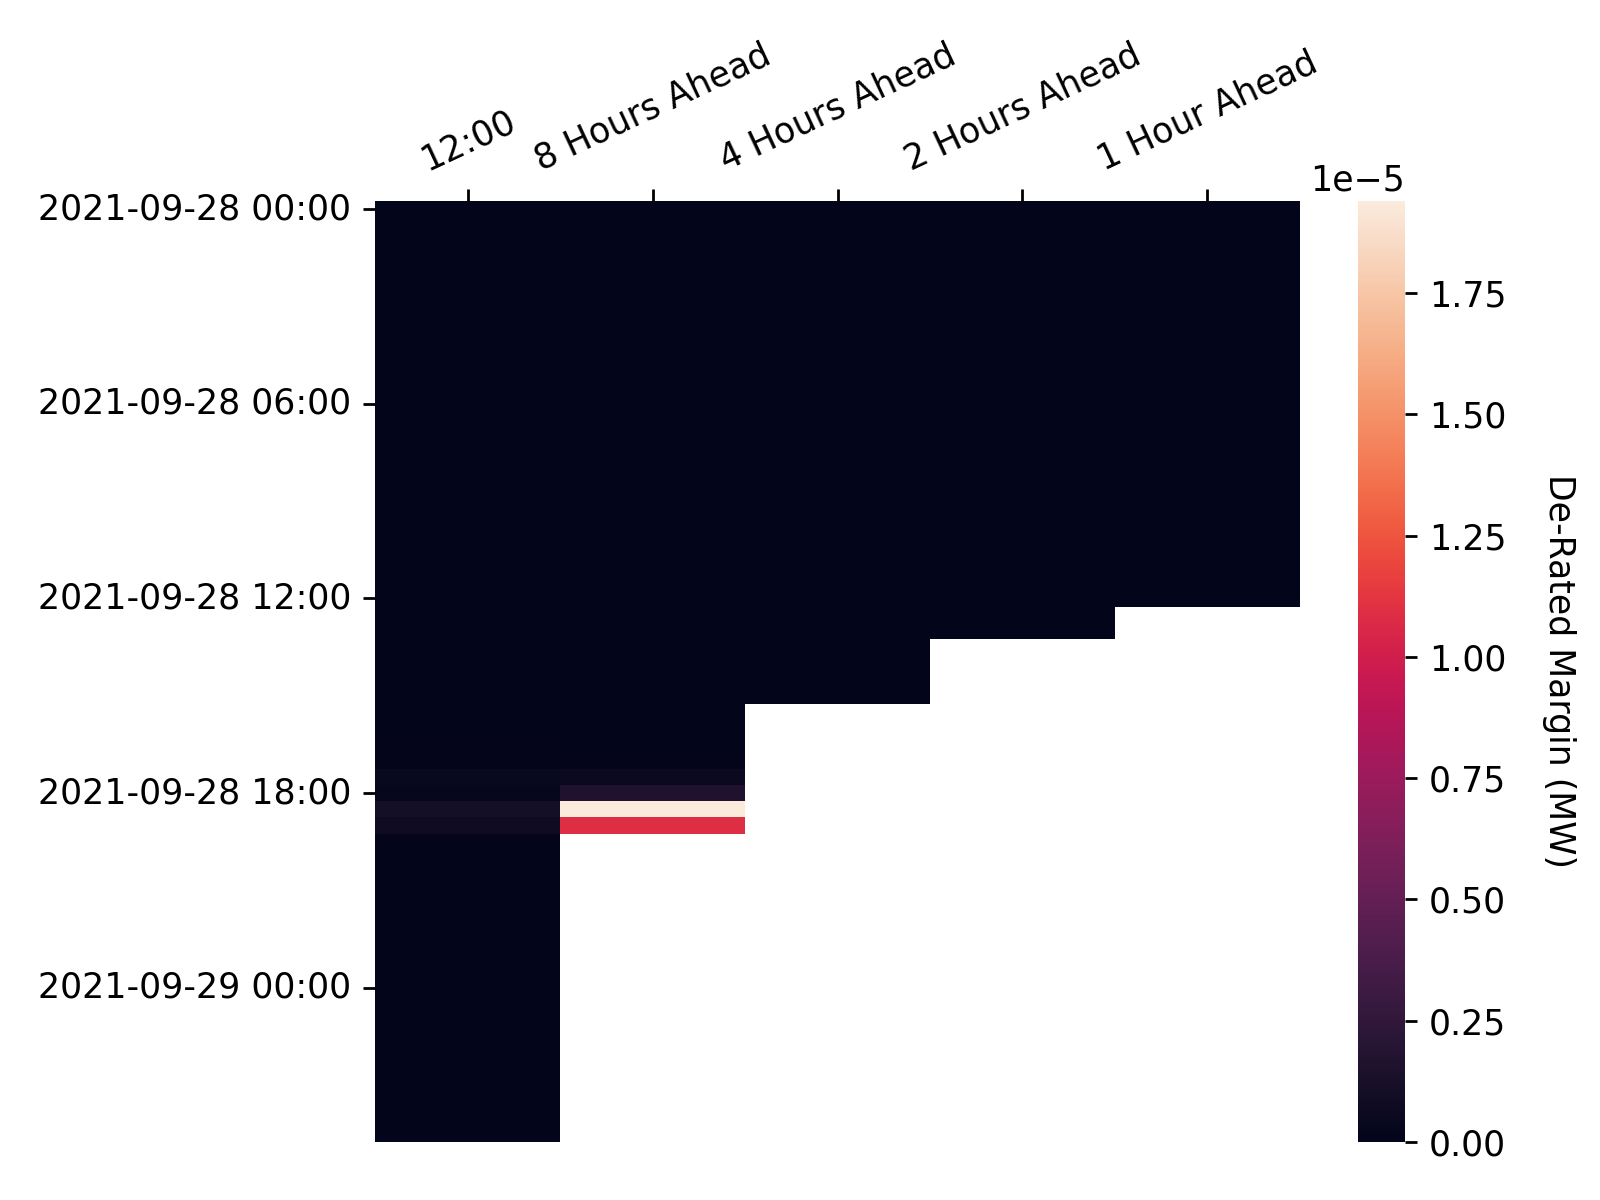 12:00
8 Hours Ahead
4 Hours Ahead
2 Hours Ahead
1 Hour Ahead
2021-09-28 00:00
2021-09-28 06:00
2021-09-28 12:00
2021-09-28 18:00
2021-09-29 00:00
1e−5
1.75
1.50
1.25
1.00
0.75
0.50
0.25
0.00
De-Rated Margin (MW)